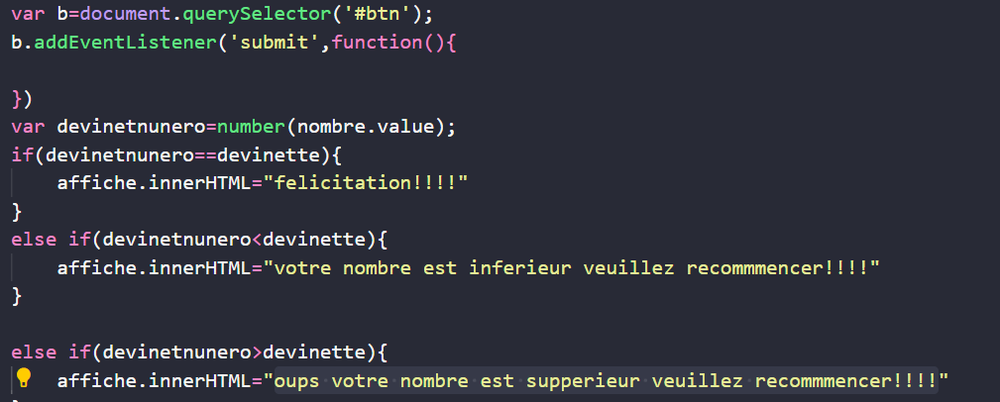 var b=document.querySelector('#btn');
b.addEventListener('submit',function(){
})
var devinetnunero=number(nombre.value);
if(devinetnunero==devinette){
affiche.innerHTML="felicitation!!!!"
}
else if(devinetnunero<devinette){
affiche.innerHTML="votre nombre est inferieur veuillez recommmencer!!!!"
}
else if(devinetnunero>devinette){
affiche.innerHTML="oups votre nombre est supperieur veuillez recommmencer!!!!"